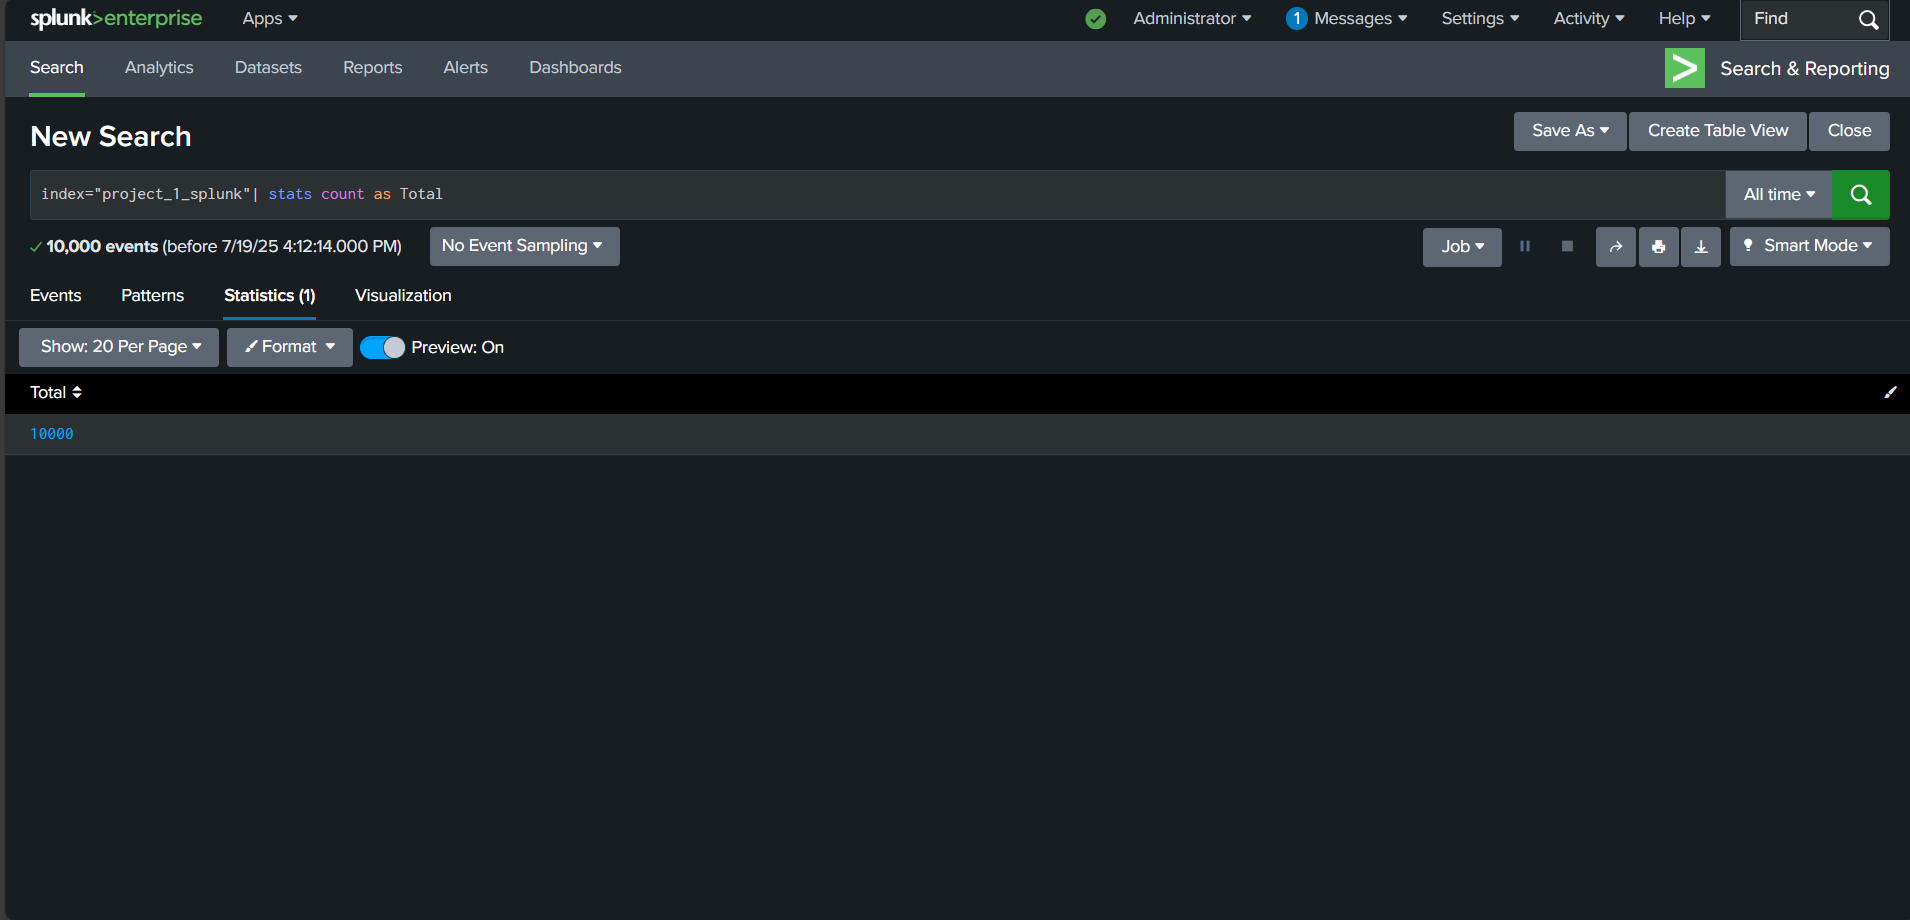 splunk>enterprise Apps Administrator 1 Messages Settings Activity Help Find
Search Analytics Datasets Reports Alerts Dashboards Search & Reporting
New Search Save As Create Table View Close
index="project_1_splunk"| stats count as Total All time
10,000 events (before 7/19/25 4:12:14.000 PM) No Event Sampling Job Smart Mode
Events Patterns Statistics (1) Visualization
Show: 20 Per Page Format Preview: On
Total
10000